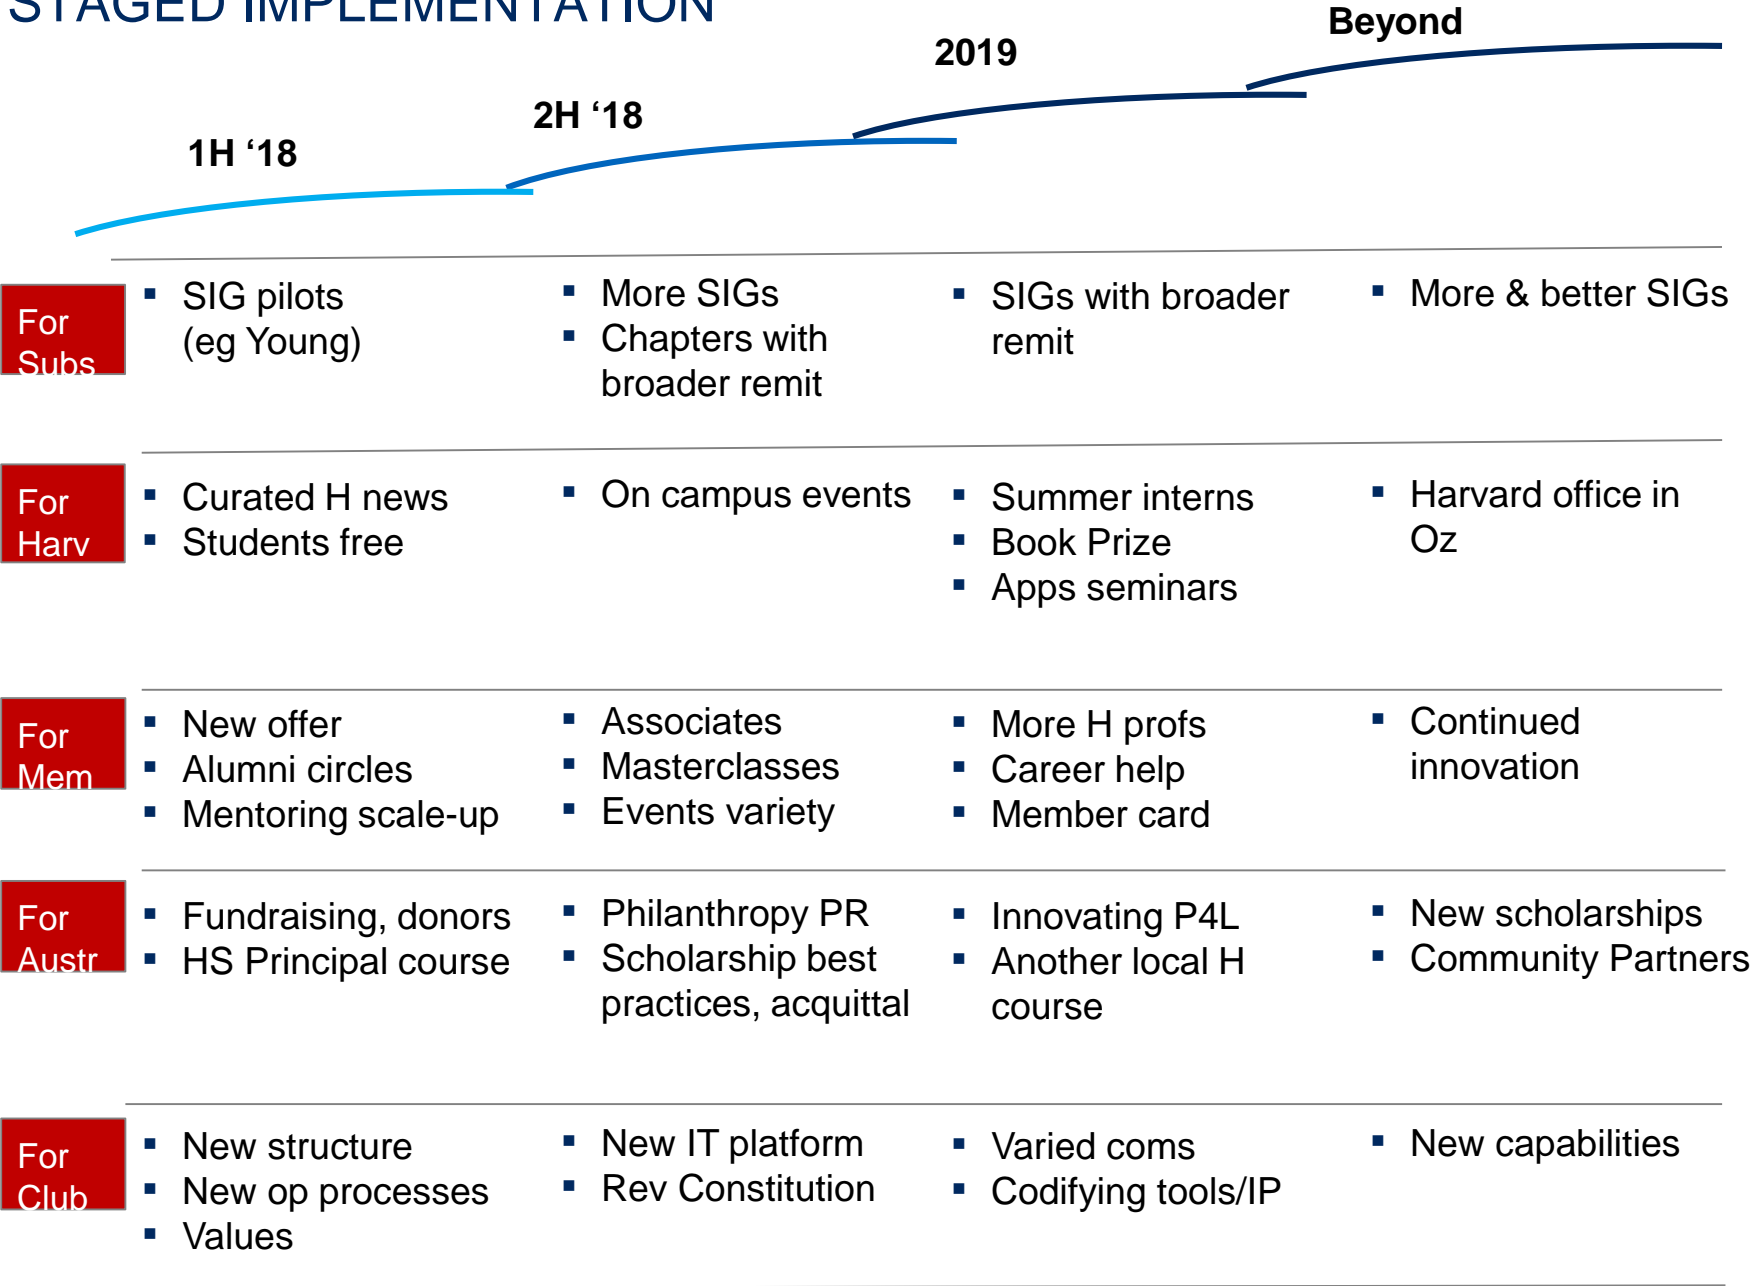 STAGED IMPLEMENTATION
Beyond
2019
2H ‘18
1H ‘18
For
Subs
▪ SIG pilots
(eg Young)
▪ More SIGs
▪ Chapters with
broader remit
▪ SIGs with broader
remit
▪ More & better SIGs
For
Harv
▪ Curated H news
▪ Students free
▪ On campus events
▪ Summer interns
▪ Book Prize
▪ Apps seminars
▪ Harvard office in
Oz
For
Mem
▪ New offer
▪ Alumni circles
▪ Mentoring scale-up
▪ Associates
▪ Masterclasses
▪ Events variety
▪ More H profs
▪ Career help
▪ Member card
▪ Continued
innovation
For
Austr
▪ Fundraising, donors
▪ HS Principal course
▪ Philanthropy PR
▪ Scholarship best
practices, acquittal
▪ Innovating P4L
▪ Another local H
course
▪ New scholarships
▪ Community Partners
For
Club
▪ New structure
▪ New op processes
▪ Values
▪ New IT platform
▪ Rev Constitution
▪ Varied coms
▪ Codifying tools/IP
▪ New capabilities